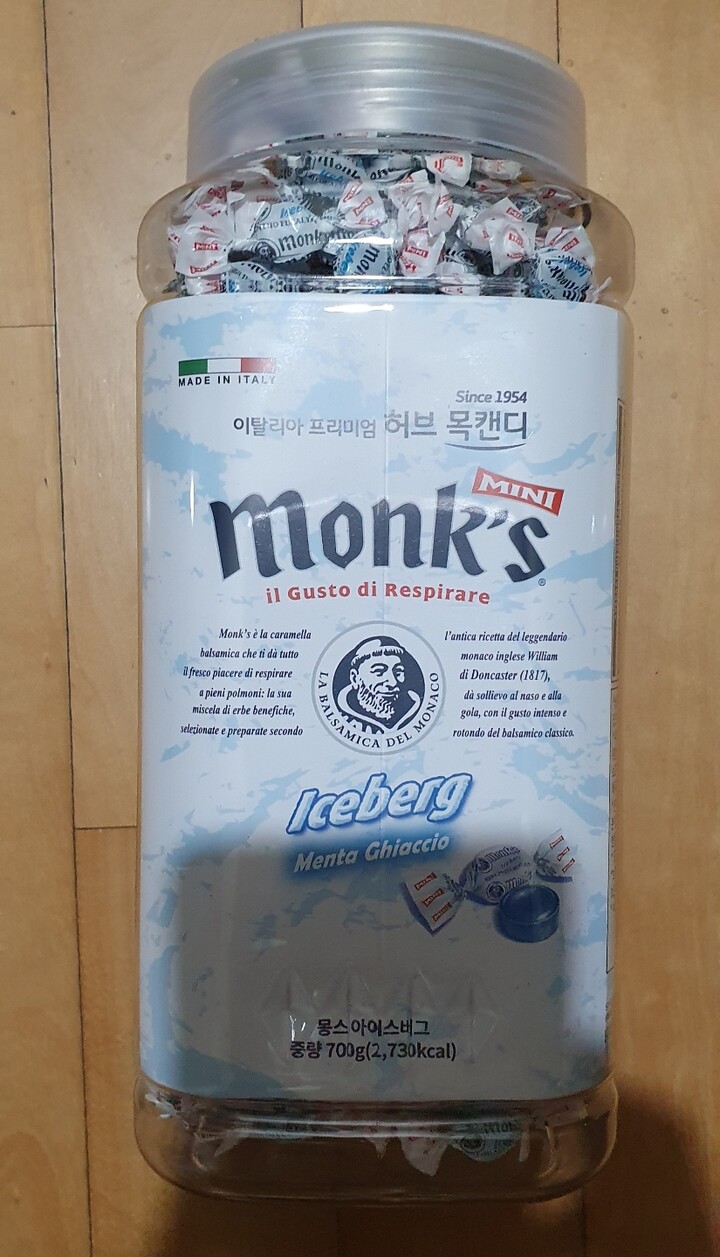 MADE IN ITALY
Since 1954
이탈리아 프리미엄 허브 목캔디
MINI
monk's
®
il Gusto di Respirare
Monk's è la caramella
balsamica che ti dà tutto
il fresco piacere di respirare
a pieni polmoni: la sua
miscela di erbe benefiche,
selezionate e preparate secondo
LA BALSAMICA DEL MONACO
l'antica ricetta del leggendario
monaco inglese William
di Doncaster (1817),
dà sollievo al naso e alla
gola, con il gusto intenso e
rotondo del balsamico classico.
Iceberg
Menta Ghiaccio
몽스 아이스버그
중량 700g(2,730kcal)